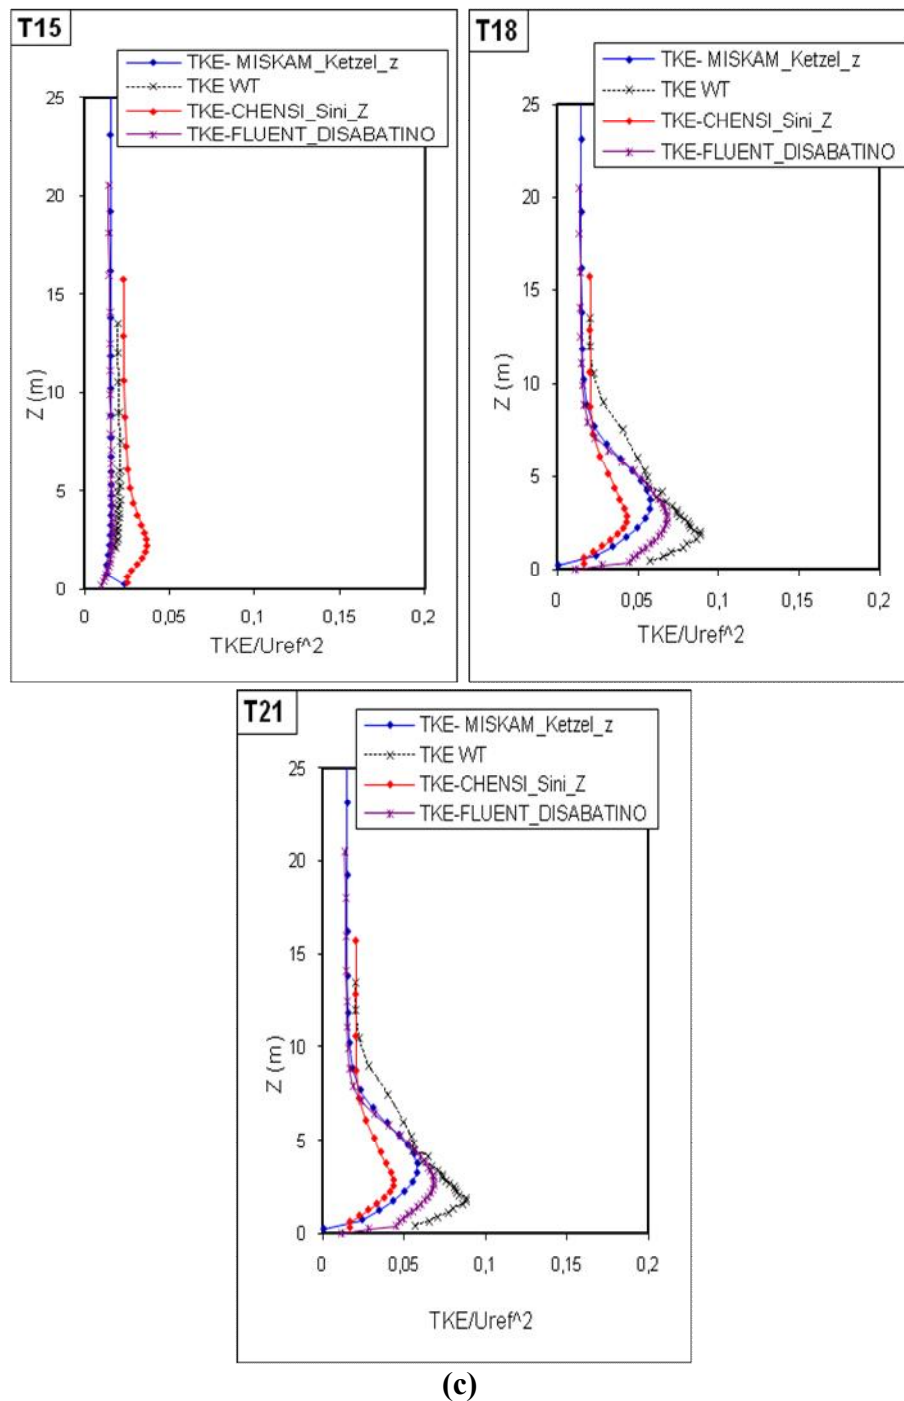 T15
TKE- MISKAM_Ketzel_z
TKE WT
TKE-CHENSI_Sini_Z
TKE-FLUENT_DISABATINO
25
20
15
10
5
0
Z (m)
0 0,05 0,1 0,15 0,2
TKE/Uref^2
T18
TKE- MISKAM_Ketzel_z
TKE WT
TKE-CHENSI_Sini_Z
TKE-FLUENT_DISABATINO
25
20
15
10
5
0
Z (m)
0 0,05 0,1 0,15 0,2
TKE/Uref^2
T21
TKE- MISKAM_Ketzel_z
TKE WT
TKE-CHENSI_Sini_Z
TKE-FLUENT_DISABATINO
25
20
15
10
5
0
Z (m)
0 0,05 0,1 0,15 0,2
TKE/Uref^2
(c)